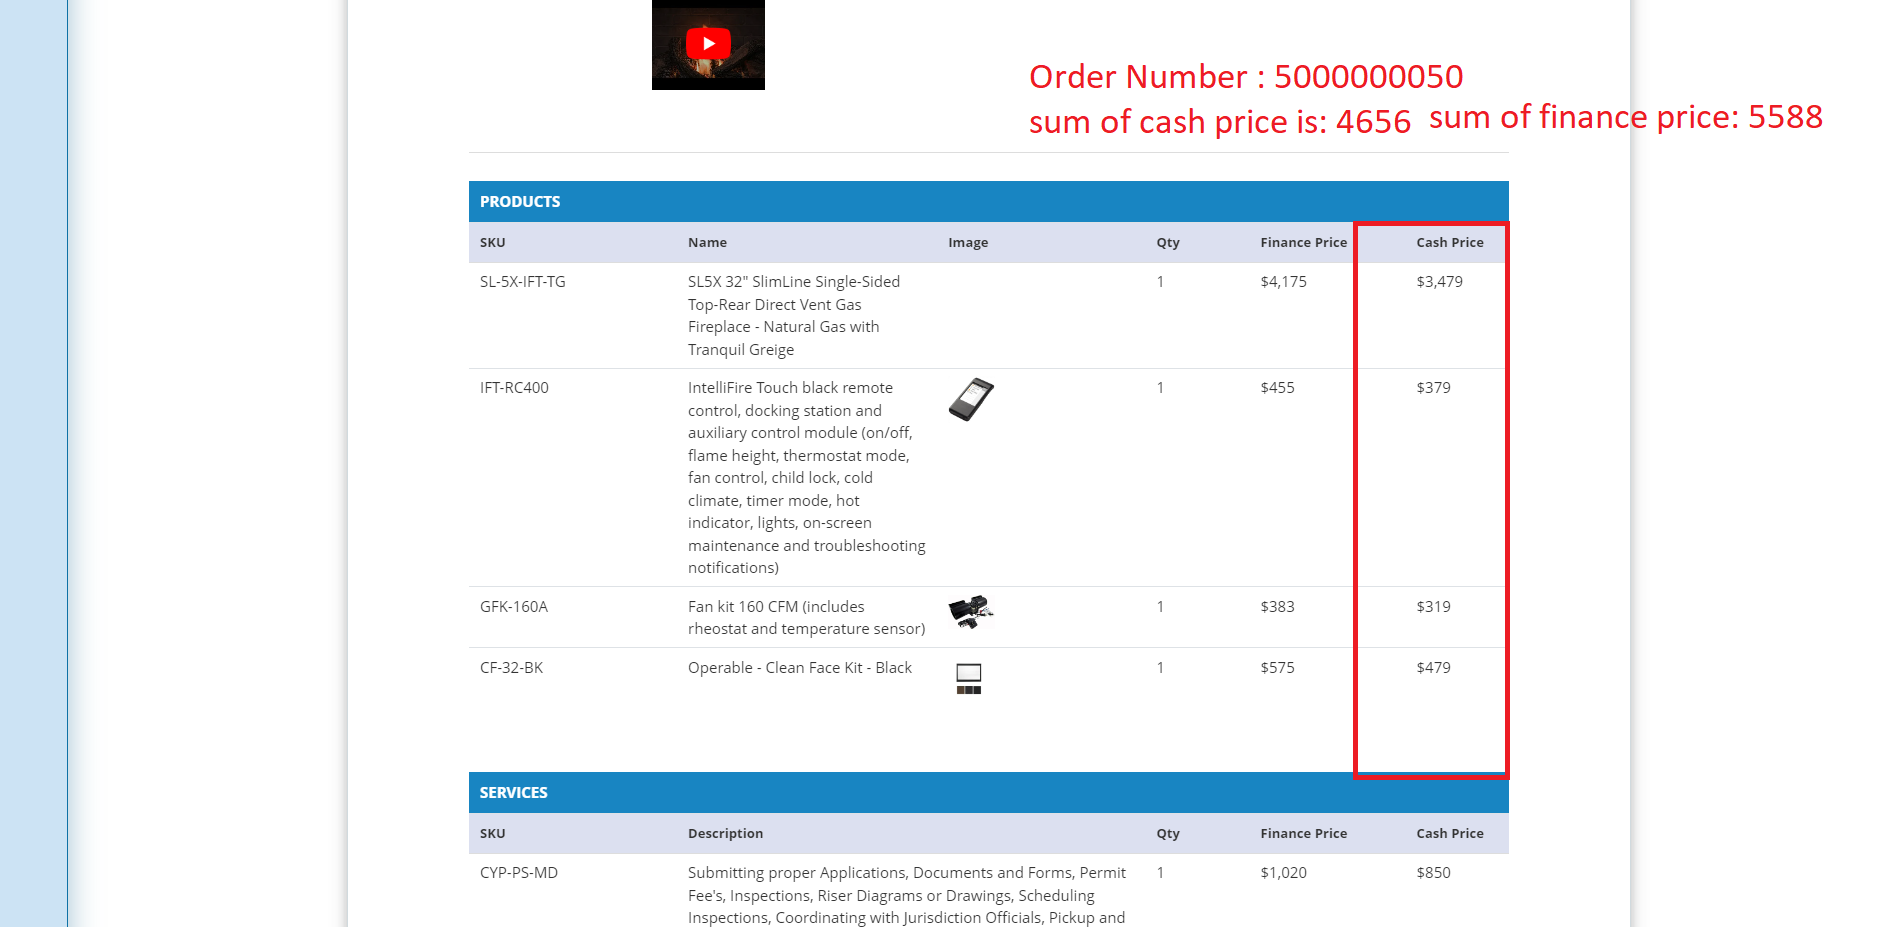 Order Number : 5000000050
sum of cash price is: 4656 sum of finance price: 5588
PRODUCTS
SKU Name Image Qty Finance Price Cash Price
SL-5X-IFT-TG SL5X 32" SlimLine Single-Sided 1 $4,175 $3,479
Top-Rear Direct Vent Gas
Fireplace - Natural Gas with
Tranquil Greige
IFT-RC400 IntelliFire Touch black remote 1 $455 $379
control, docking station and
auxiliary control module (on/off,
flame height, thermostat mode,
fan control, child lock, cold
climate, timer mode, hot
indicator, lights, on-screen
maintenance and troubleshooting
notifications)
GFK-160A Fan kit 160 CFM (includes 1 $383 $319
rheostat and temperature sensor)
CF-32-BK Operable - Clean Face Kit - Black 1 $575 $479
SERVICES
SKU Description Qty Finance Price Cash Price
CYP-PS-MD Submitting proper Applications, Documents and Forms, Permit 1 $1,020 $850
Fee's, Inspections, Riser Diagrams or Drawings, Scheduling
Inspections, Coordinating with Jurisdiction Officials, Pickup and